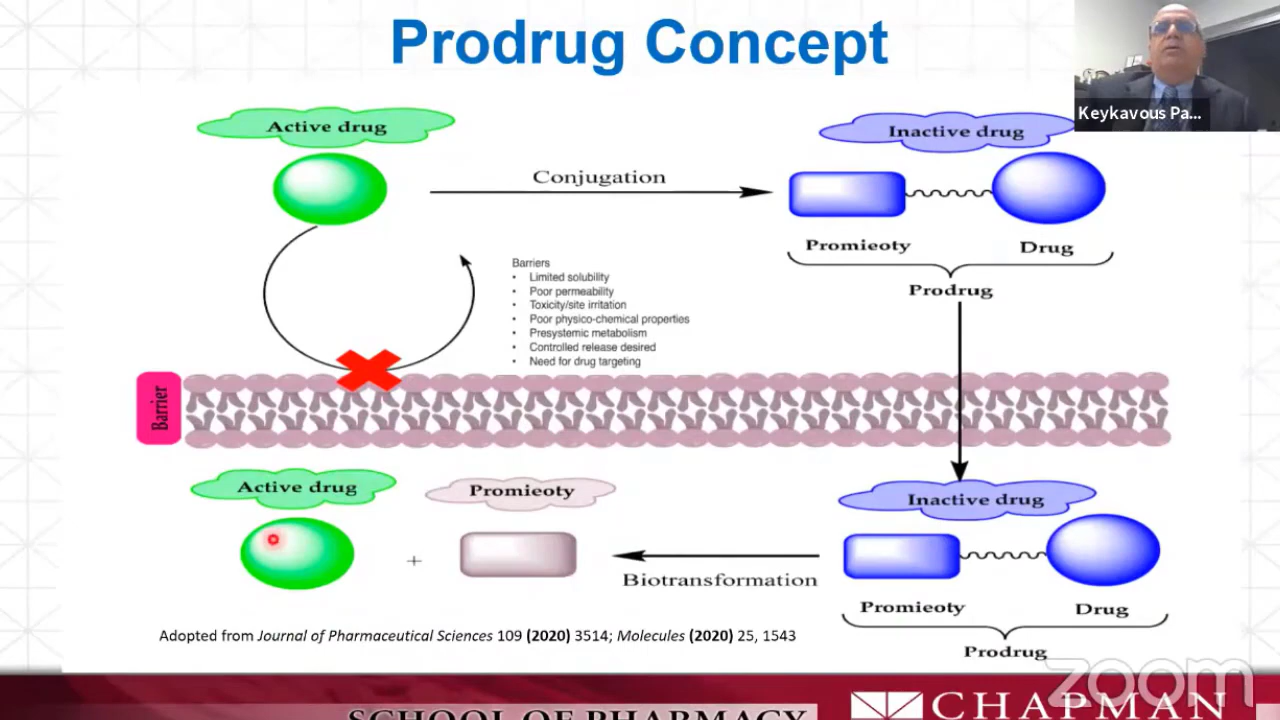 Prodrug Concept
Keykavous Pa...
Active drug
Inactive drug
Conjugation
Promieoty
Drug
Prodrug
Barriers
• Limited solubility
• Poor permeability
• Toxicity/site irritation
• Poor physico-chemical properties
• Presystemic metabolism
• Controlled release desired
• Need for drug targeting
Barrier
Active drug
Promieoty
Inactive drug
+
Biotransformation
Promieoty
Drug
Prodrug
Adopted from Journal of Pharmaceutical Sciences 109 (2020) 3514; Molecules (2020) 25, 1543
zoom
CHAPMAN
SCHOOL OF PHARMACY